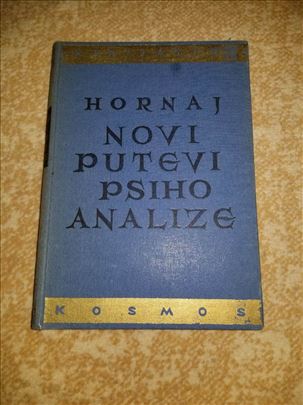 HORNAJ
NOVI
PUTEVI
PSIHO
ANALIZE
KOSMOS